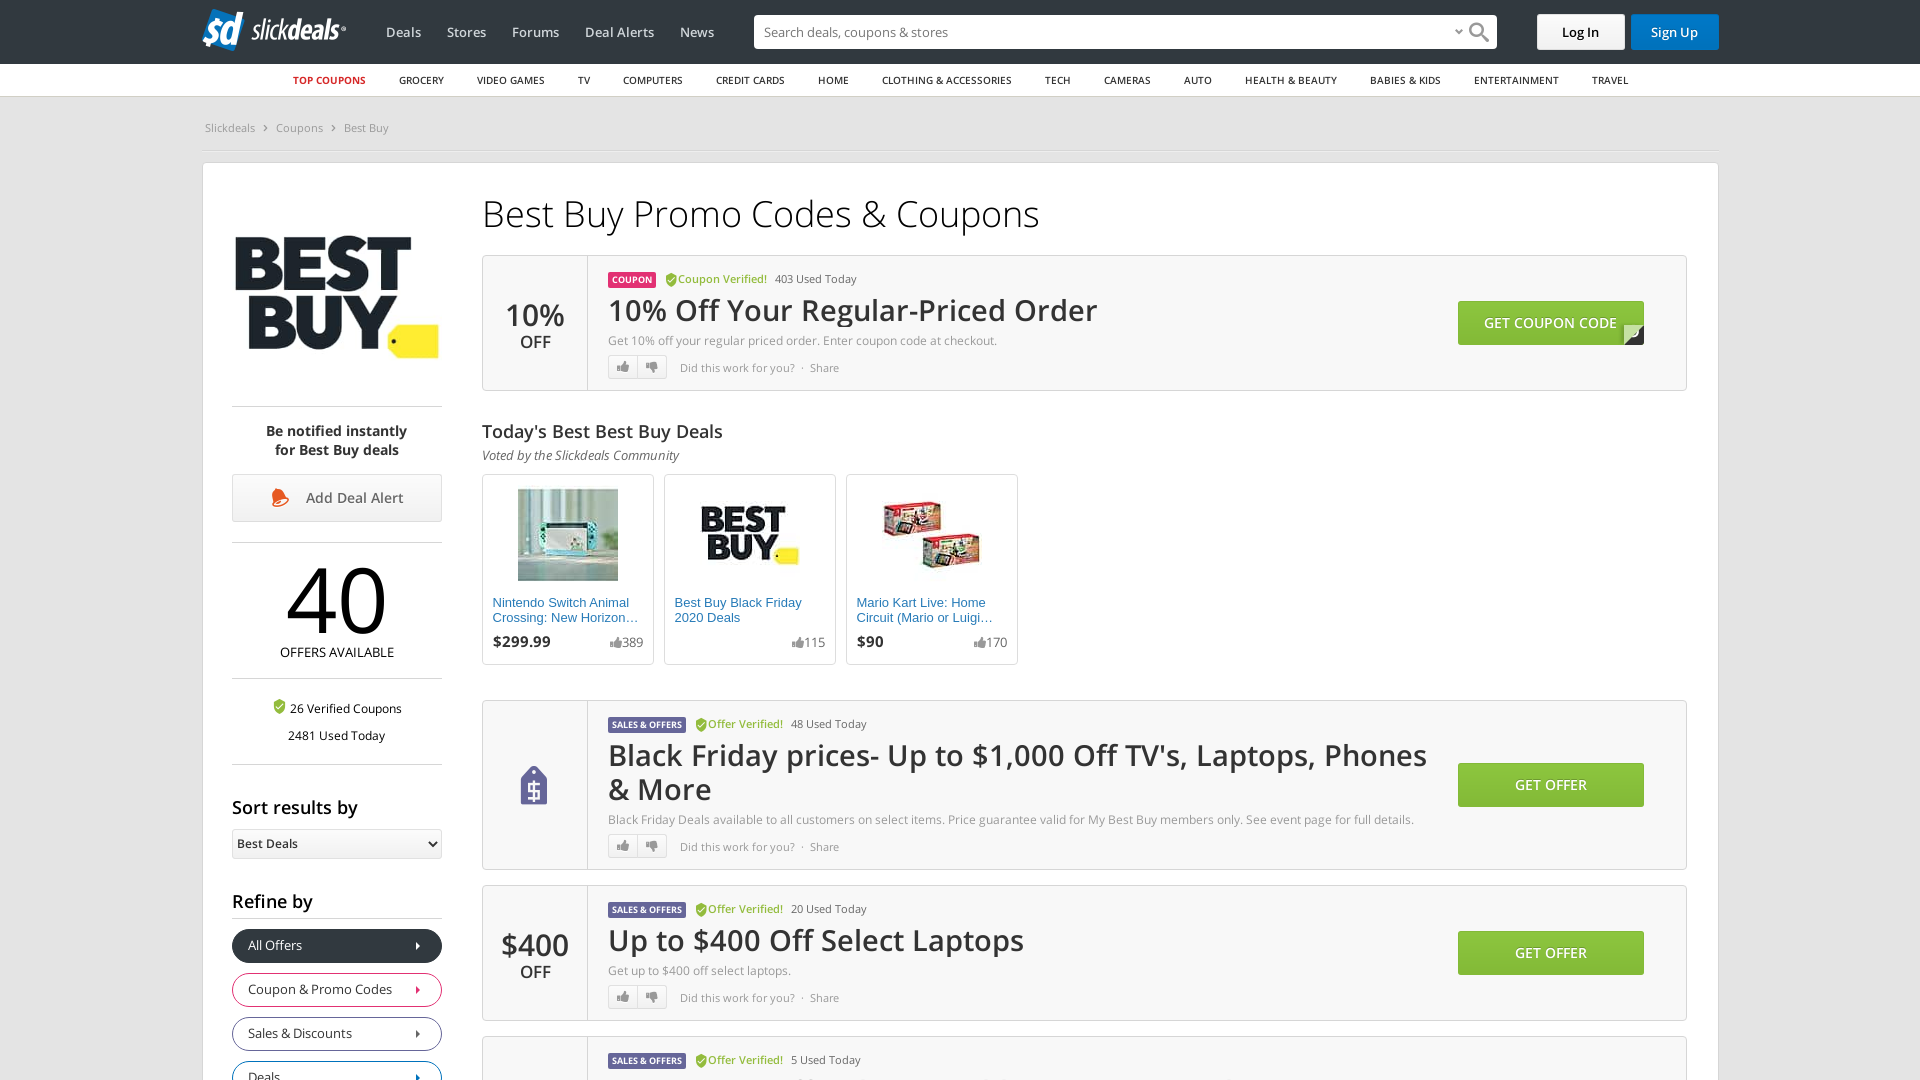 slickdeals
Deals
Stores
Forums
Deal Alerts
News
Search deals, coupons & stores
Log In
Sign Up
TOP COUPONS
GROCERY
VIDEO GAMES
TV
COMPUTERS
CREDIT CARDS
HOME
CLOTHING & ACCESSORIES
TECH
CAMERAS
AUTO
HEALTH & BEAUTY
BABIES & KIDS
ENTERTAINMENT
TRAVEL
Slickdeals > Coupons > Best Buy
BEST
BUY
Be notified instantly
for Best Buy deals
Add Deal Alert
40
OFFERS AVAILABLE
26 Verified Coupons
2481 Used Today
Sort results by
Best Deals
Refine by
All Offers
Coupon & Promo Codes
Sales & Discounts
Deals
Best Buy Promo Codes & Coupons
10%
OFF
COUPON Coupon Verified! 403 Used Today
10% Off Your Regular-Priced Order
Get 10% off your regular priced order. Enter coupon code at checkout.
Did this work for you? · Share
GET COUPON CODE
Today's Best Best Buy Deals
Voted by the Slickdeals Community
Nintendo Switch Animal
Crossing: New Horizon…
$299.99 389
BEST
BUY
Best Buy Black Friday
2020 Deals
115
Mario Kart Live: Home
Circuit (Mario or Luigi…
$90 170
SALES & OFFERS Offer Verified! 48 Used Today
Black Friday prices- Up to $1,000 Off TV's, Laptops, Phones
& More
Black Friday Deals available to all customers on select items. Price guarantee valid for My Best Buy members only. See event page for full details.
Did this work for you? · Share
GET OFFER
$400
OFF
SALES & OFFERS Offer Verified! 20 Used Today
Up to $400 Off Select Laptops
Get up to $400 off select laptops.
Did this work for you? · Share
GET OFFER
SALES & OFFERS Offer Verified! 5 Used Today